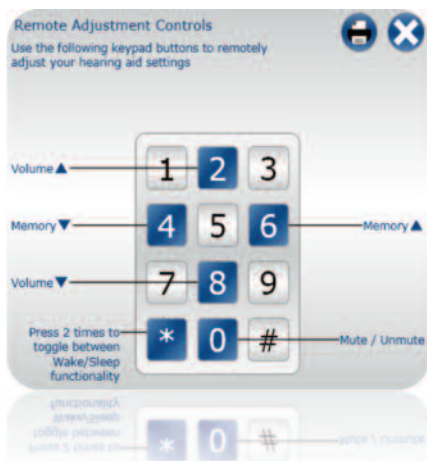 Remote Adjustment Controls
Use the following keypad buttons to remotely
adjust your hearing aid settings
Volume▲
1 2 3
Memory▼
4 5 6
Memory▲
Volume▼
7 8 9
Press 2 times to
toggle between
Wake/Sleep
functionality
* 0 #
Mute / Unmute